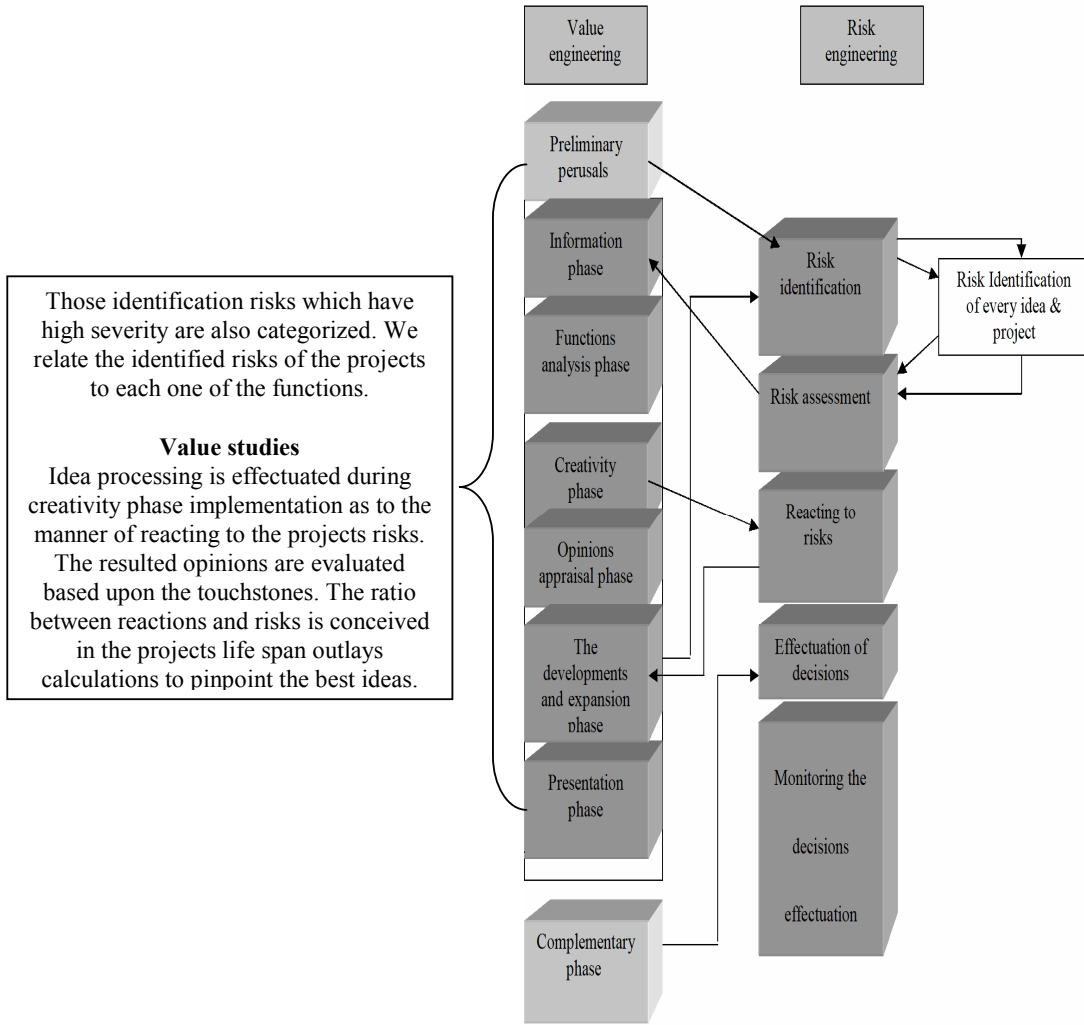 Value
engineering
Risk
engineering
Preliminary
perusals
Information
phase
Functions
analysis phase
Creativity
phase
Opinions
appraisal phase
The
developments
and expansion
phase
Presentation
phase
Complementary
phase
Risk
identification
Risk assessment
Reacting to
risks
Effectuation of
decisions
Monitoring the
decisions
effectuation
Risk Identification
of every idea &
project
Those identification risks which have
high severity are also categorized. We
relate the identified risks of the projects
to each one of the functions.
Value studies
Idea processing is effectuated during
creativity phase implementation as to the
manner of reacting to the projects risks.
The resulted opinions are evaluated
based upon the touchstones. The ratio
between reactions and risks is conceived
in the projects life span outlays
calculations to pinpoint the best ideas.